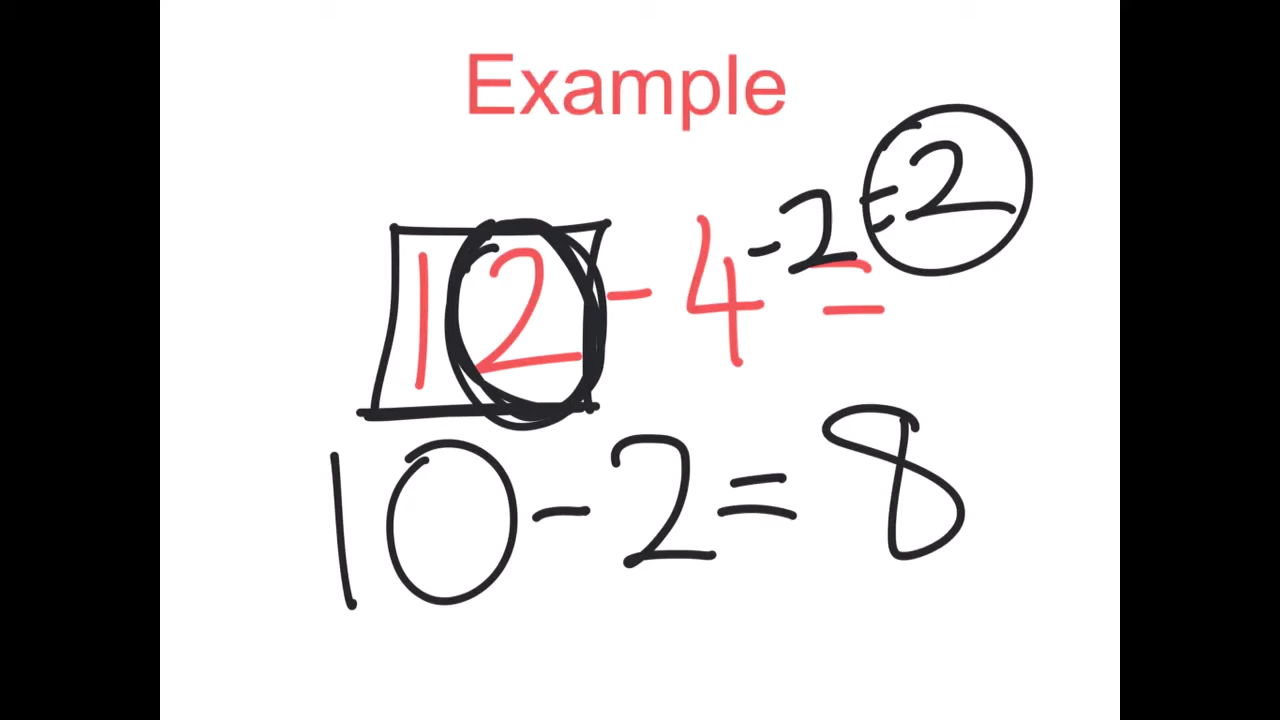 Example
12 - 4 - 2 = 2
=
10 - 2 = 8